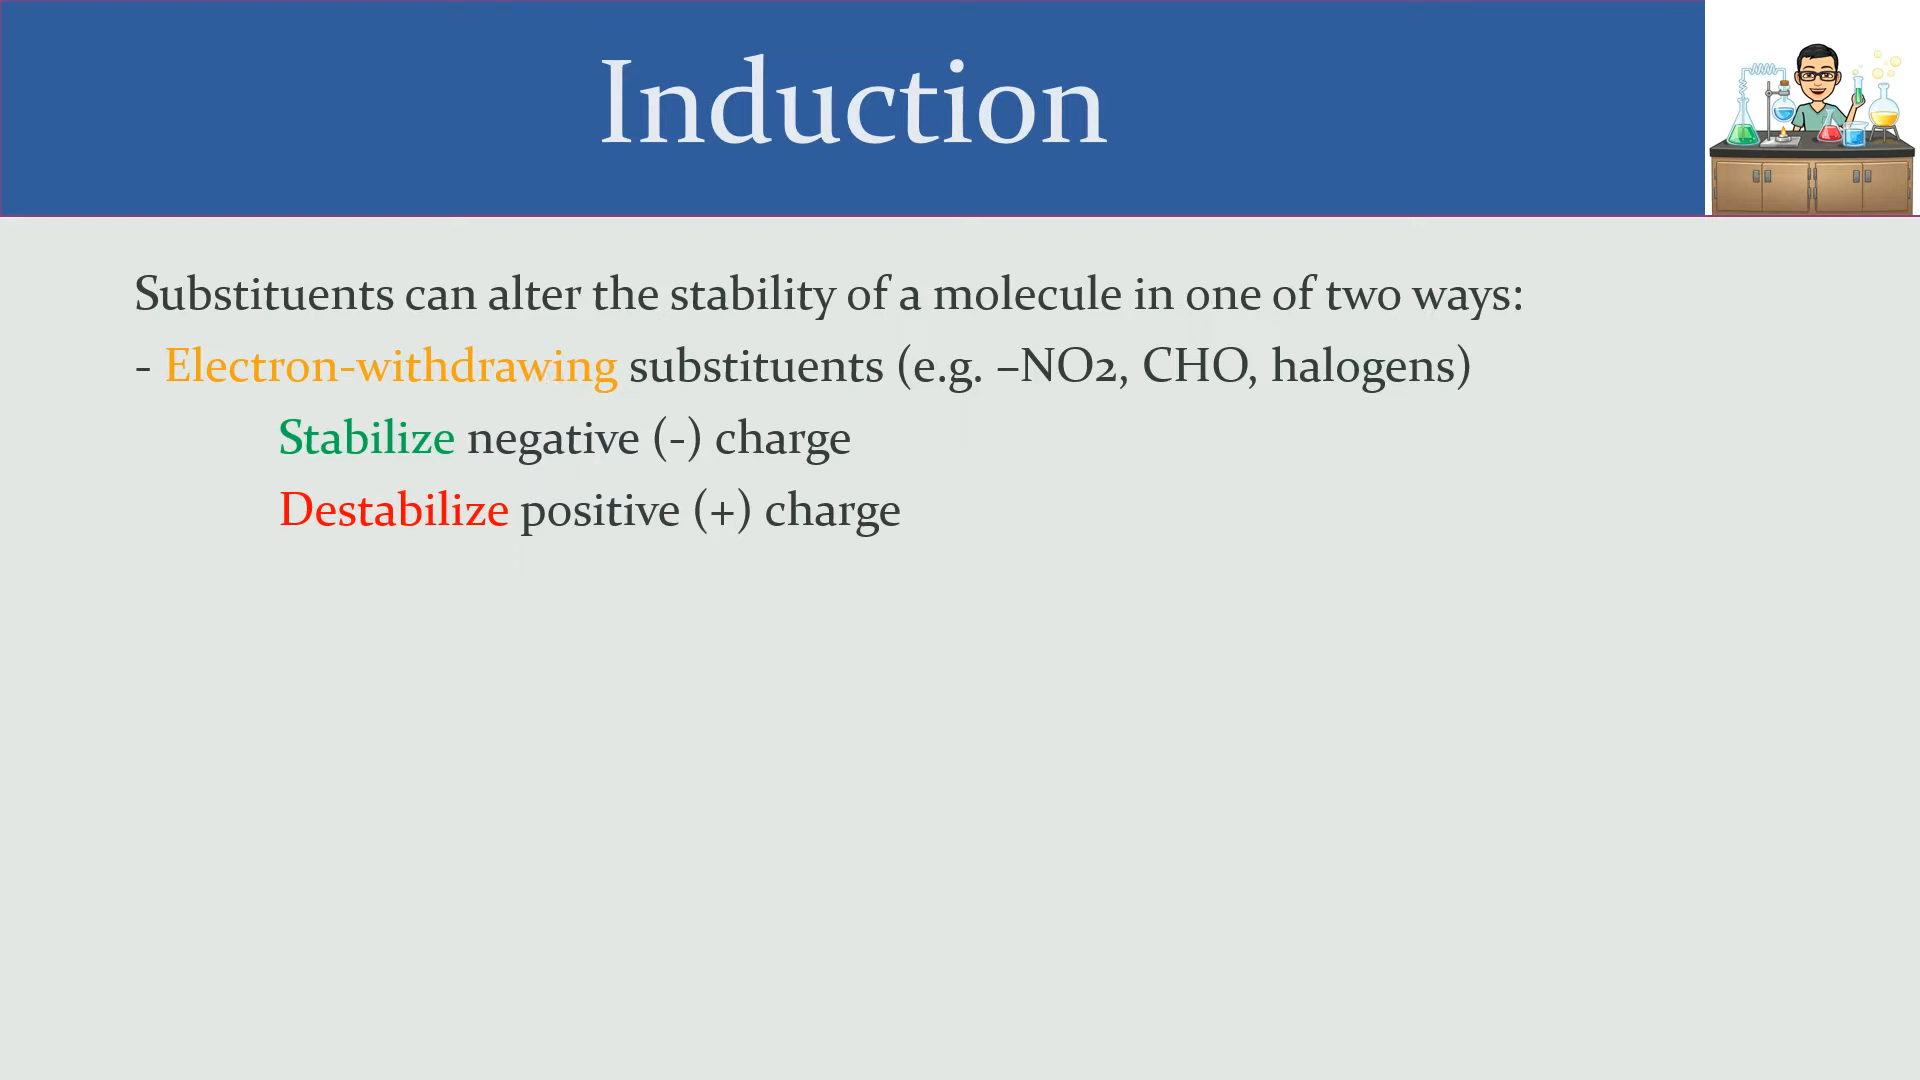 Induction
Substituents can alter the stability of a molecule in one of two ways:
- Electron-withdrawing substituents (e.g. –NO2, CHO, halogens)
Stabilize negative (-) charge
Destabilize positive (+) charge